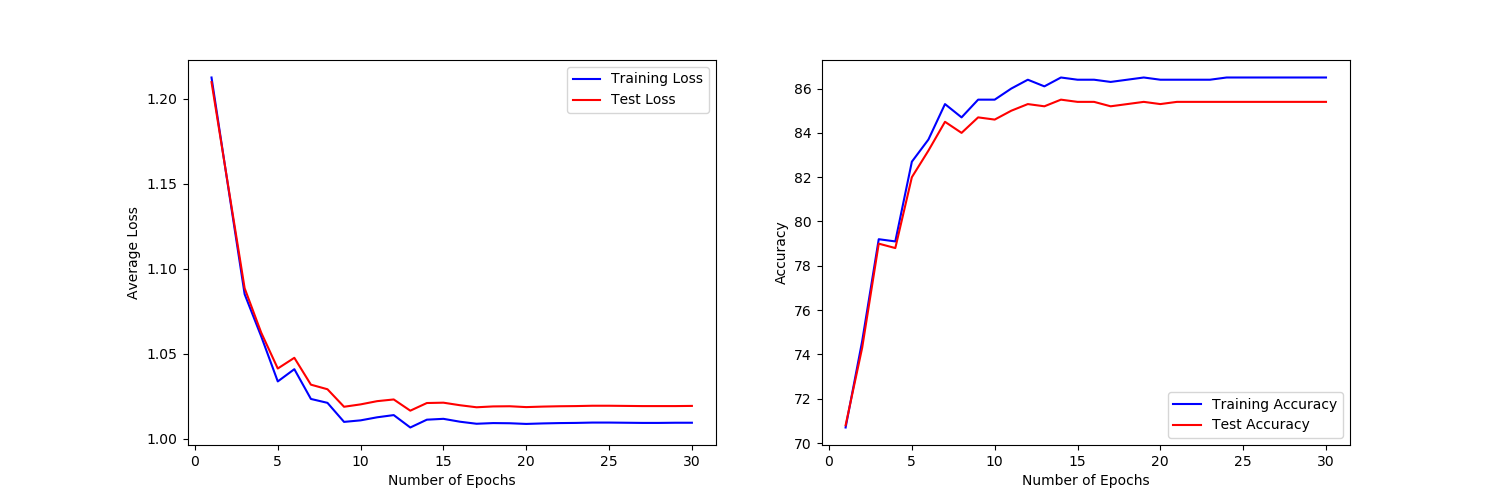 Training Loss
Test Loss
1.20
1.15
1.10
1.05
1.00
Average Loss
0 5 10 15 20 25 30
Number of Epochs
86
84
82
80
78
76
74
72
70
Accuracy
Training Accuracy
Test Accuracy
0 5 10 15 20 25 30
Number of Epochs